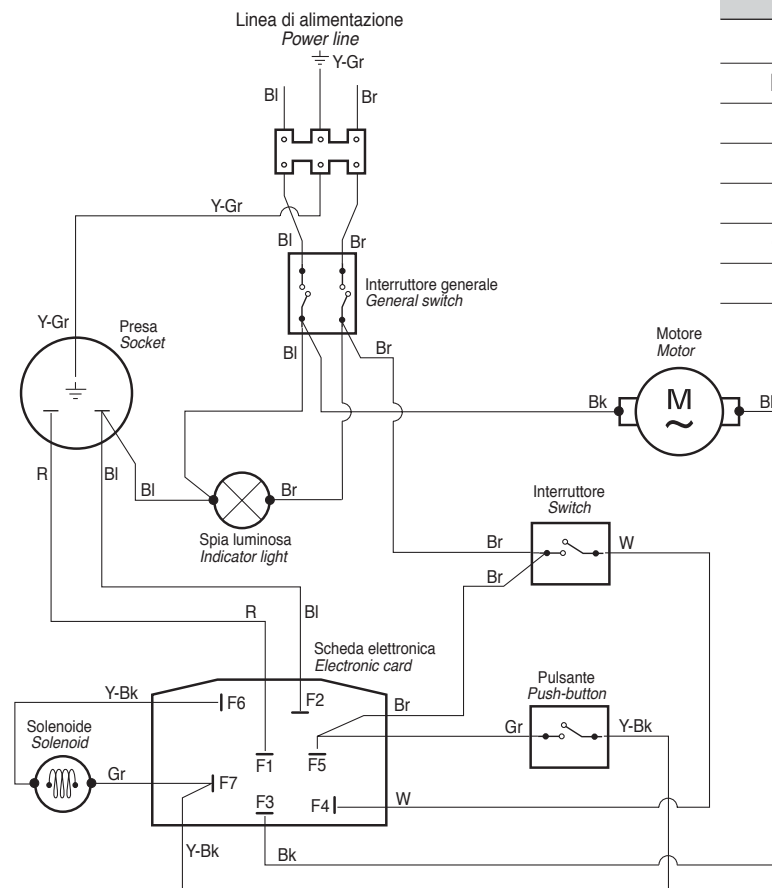 Linea di alimentazione
Power line
Y-Gr
Bl
Br
Y-Gr
Bl
Br
Interruttore generale
General switch
Y-Gr
Presa
Socket
Bl
Br
Motore
Motor
Bk
M
~
R
Bl
Bl
Br
Spia luminosa
Indicator light
Interruttore
Switch
Br
W
Br
R
Bl
Scheda elettronica
Electronic card
Pulsante
Push-button
Y-Bk
F6
F2
Br
Gr
Y-Bk
Solenoide
Solenoid
Gr
F7
F1
F5
F3
F4
W
Y-Bk
Bk